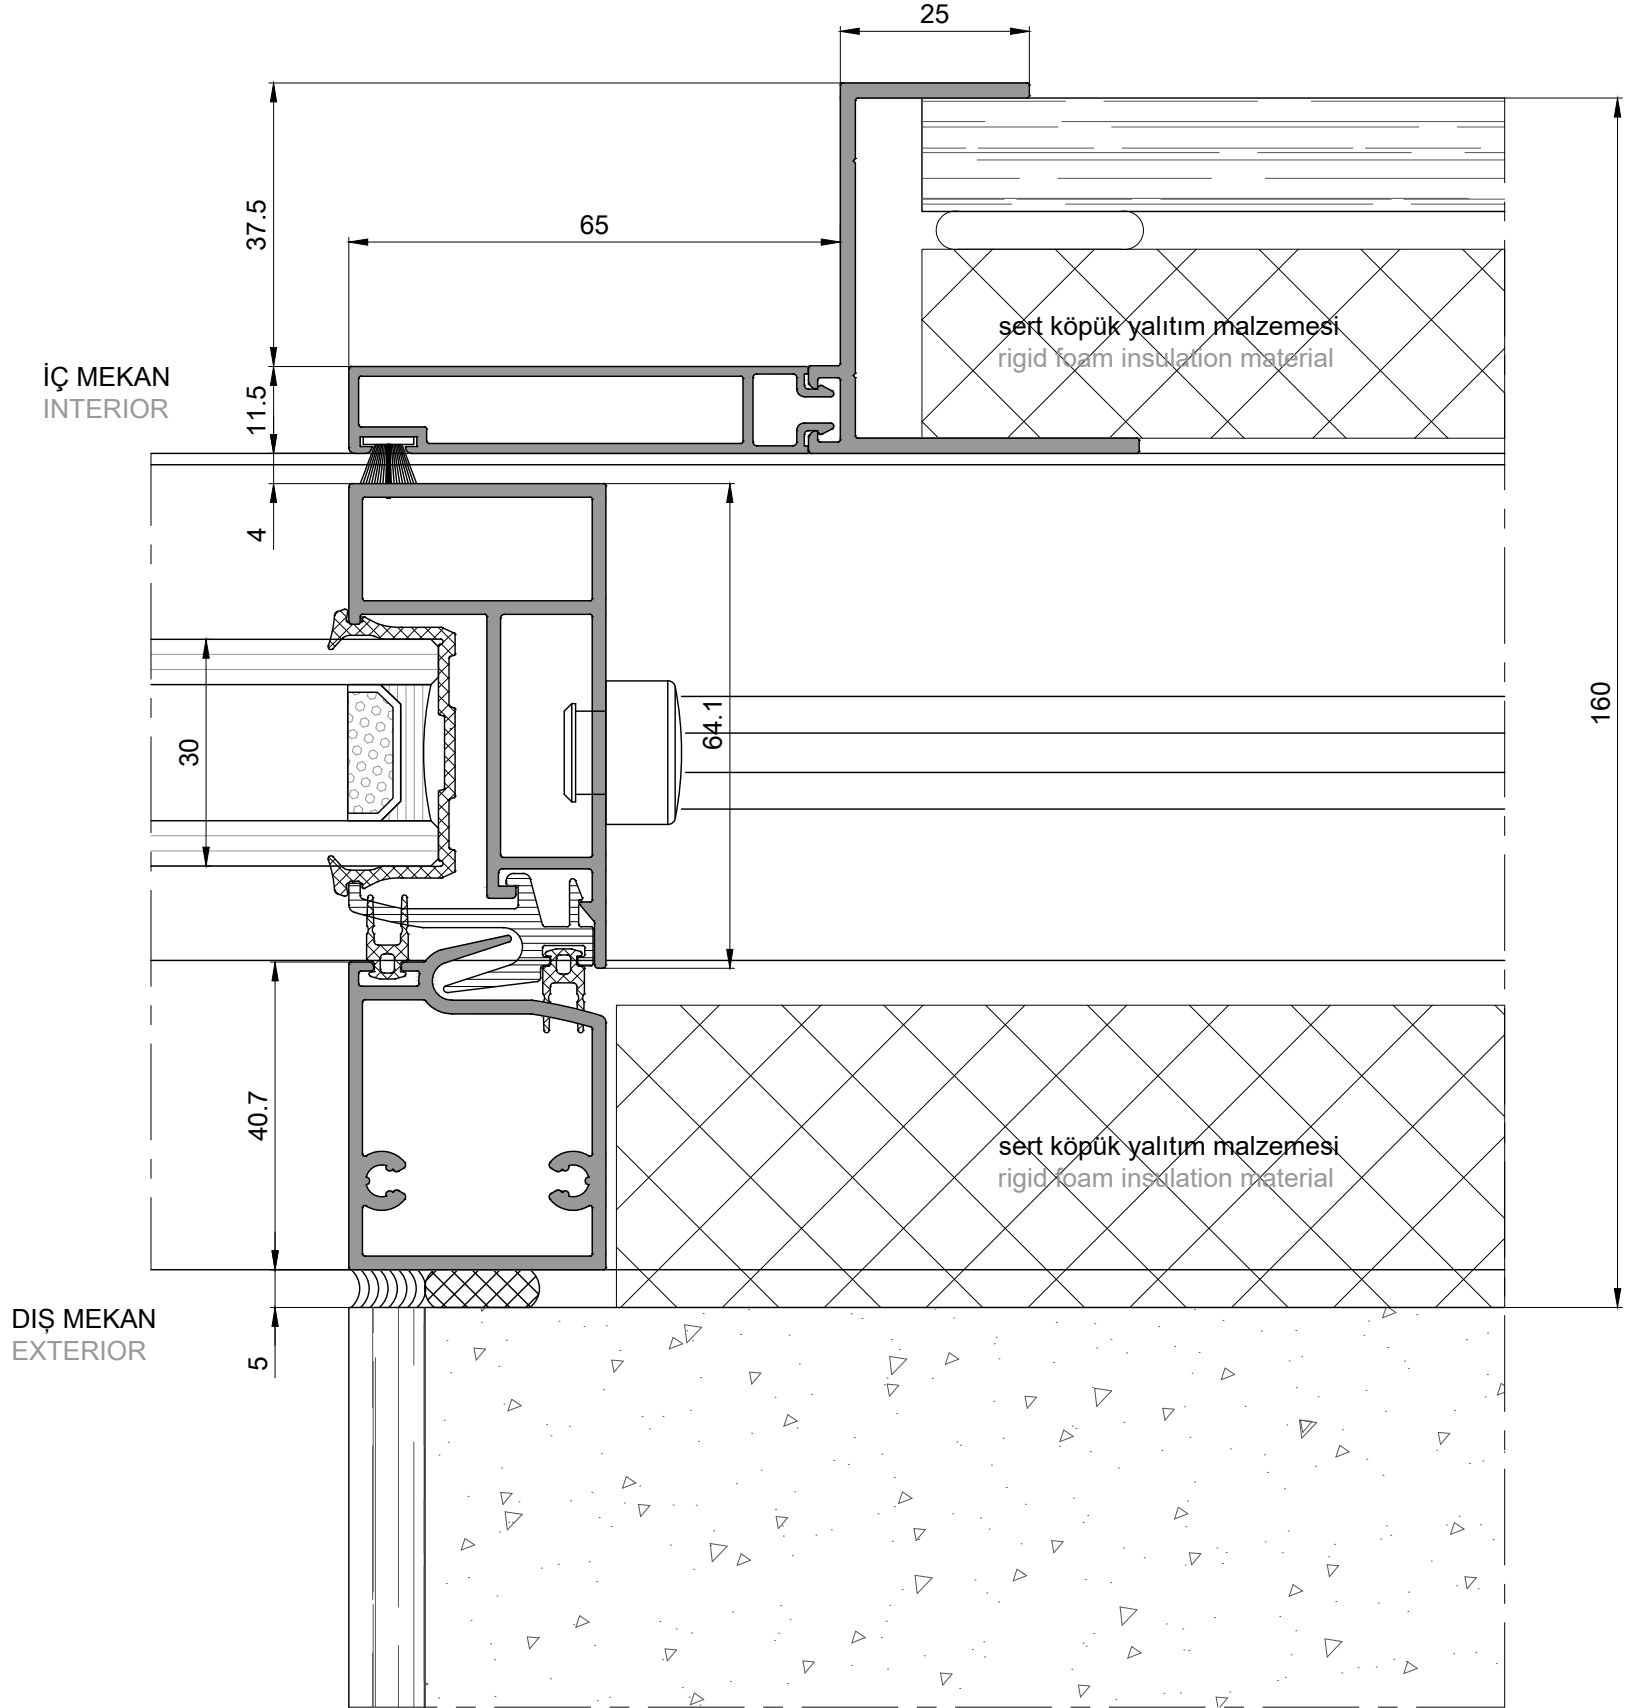 25
37.5
65
sert köpük yalıtım malzemesi
rigid foam insulation material
İÇ MEKAN
INTERIOR
11.5
4
64.1
160
30
40.7
sert köpük yalıtım malzemesi
rigid foam insulation material
DIŞ MEKAN
EXTERIOR
5